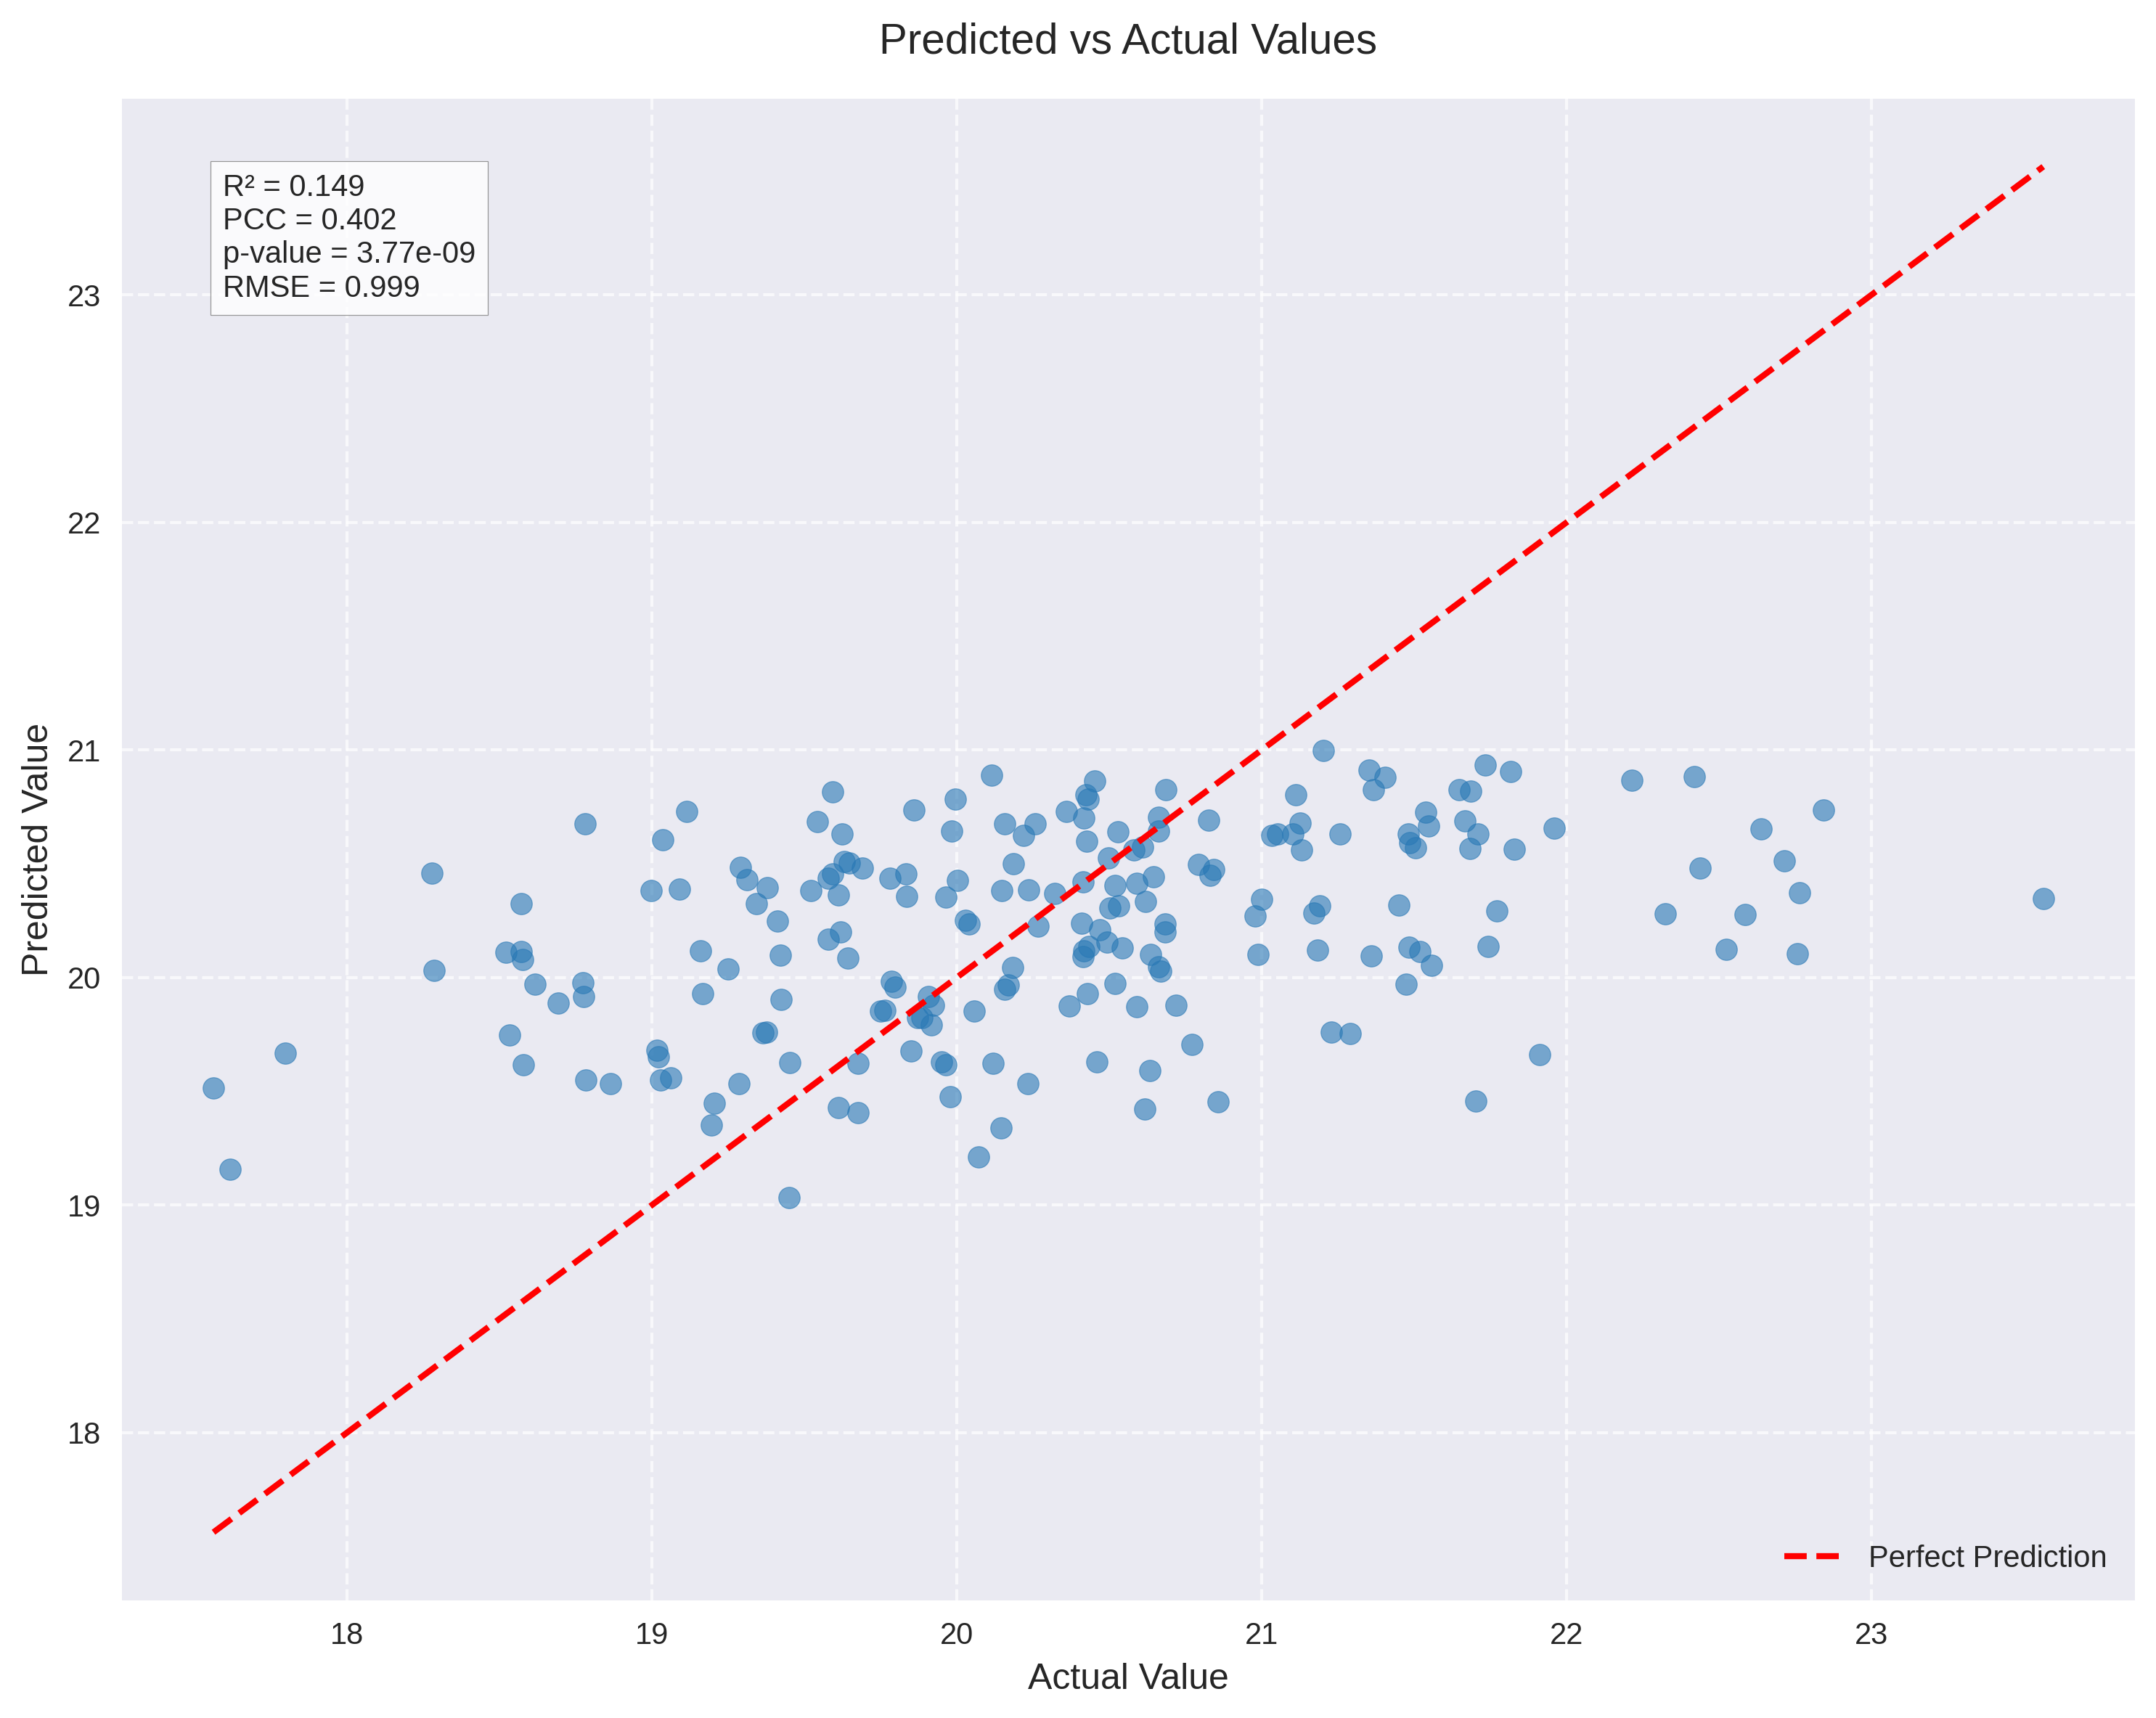 Predicted vs Actual Values
R² = 0.149
PCC = 0.402
p-value = 3.77e-09
RMSE = 0.999
23
22
21
20
19
18
Predicted Value
Perfect Prediction
18 19 20 21 22 23
Actual Value